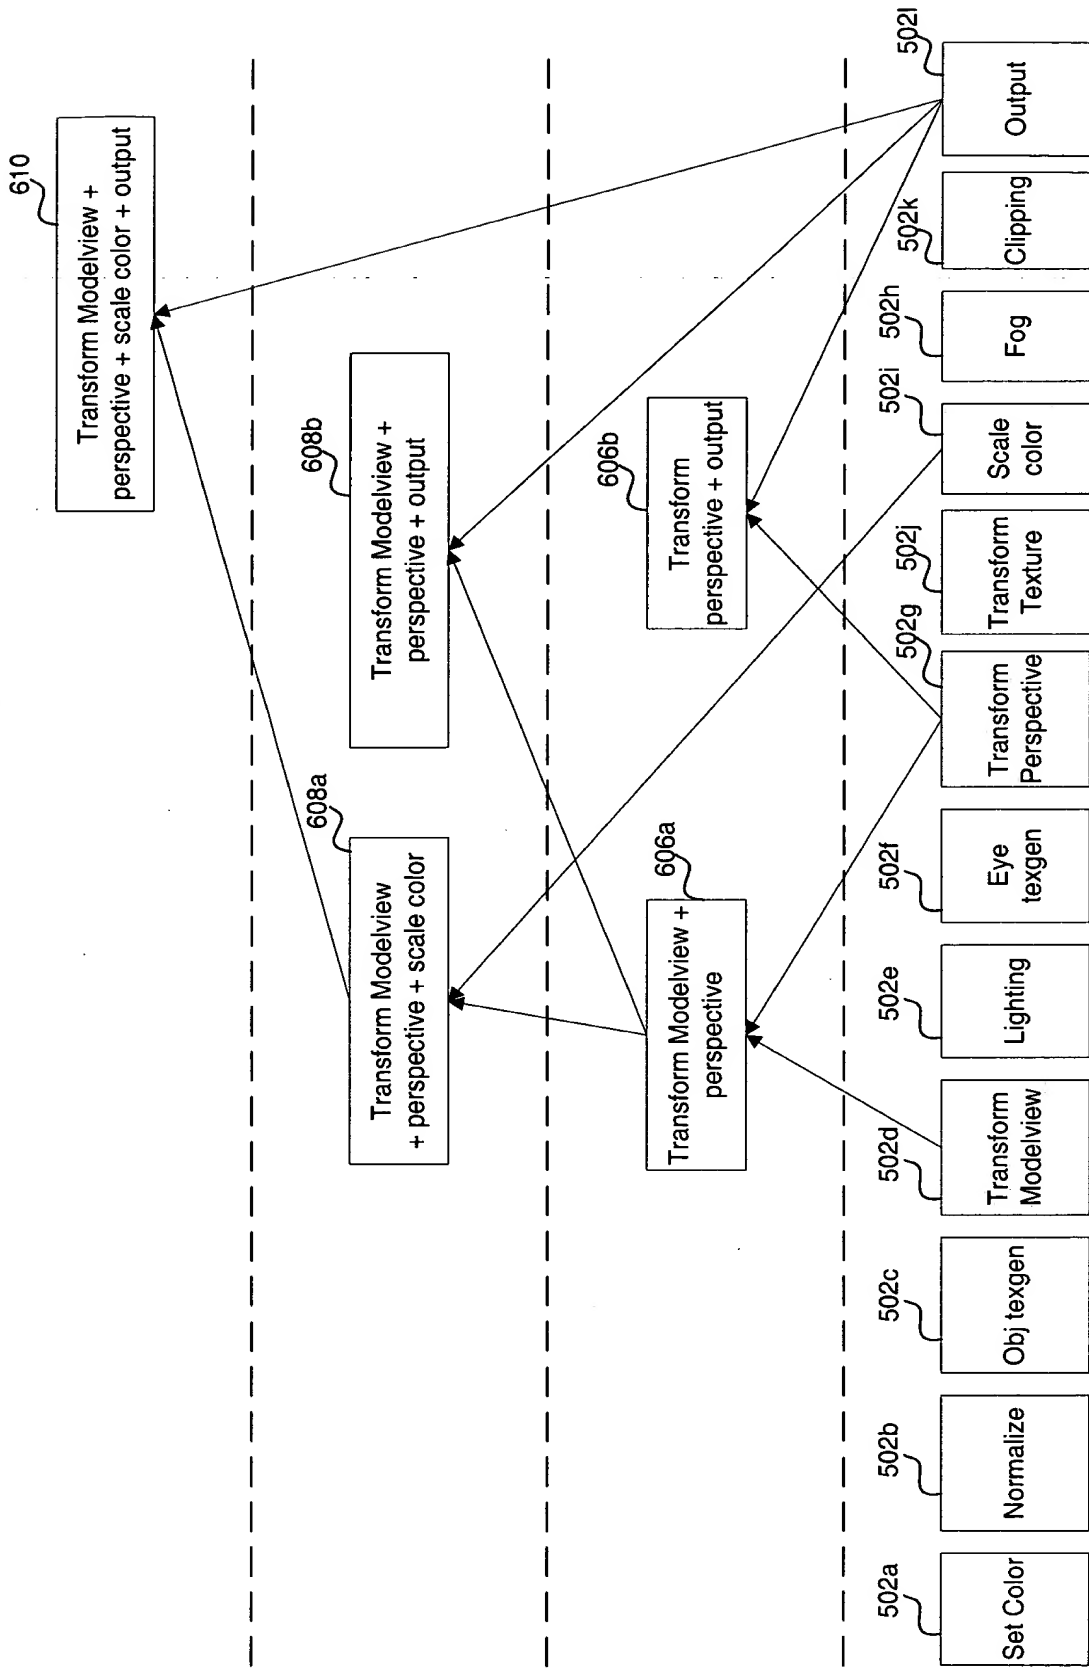 610
Transform Modelview +
perspective + scale color + output
608a
Transform Modelview
+ perspective + scale color
608b
Transform Modelview +
perspective + output
606a
Transform Modelview +
perspective
606b
Transform
perspective + output
502a
Set Color
502b
Normalize
502c
Obj texgen
502d
Transform
Modelview
502e
Lighting
502f
Eye
texgen
502g
Transform
Perspective
502j
Transform
Texture
502i
Scale
color
502h
Fog
502k
Clipping
502l
Output